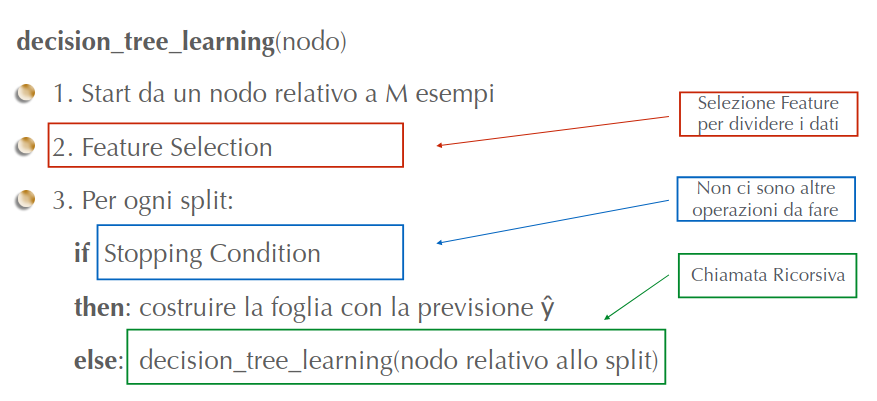 decision_tree_learning(nodo)
1. Start da un nodo relativo a M esempi
Selezione Feature
per dividere i dati
2. Feature Selection
3. Per ogni split:
Non ci sono altre
operazioni da fare
if Stopping Condition
Chiamata Ricorsiva
then: costruire la foglia con la previsione ŷ
else: decision_tree_learning(nodo relativo allo split)